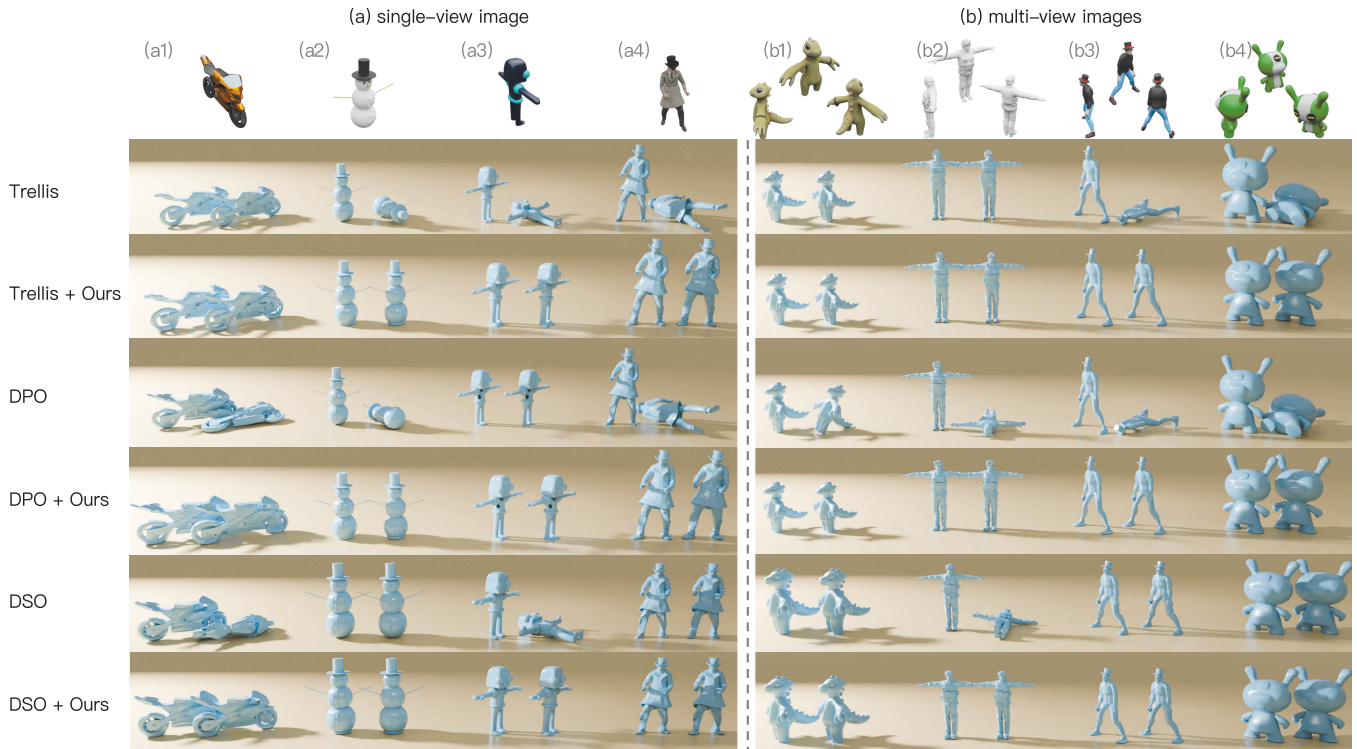 (a) single–view image
(b) multi–view images
(a1) (a2) (a3) (a4) (b1) (b2) (b3) (b4)
Trellis
Trellis + Ours
DPO
DPO + Ours
DSO
DSO + Ours